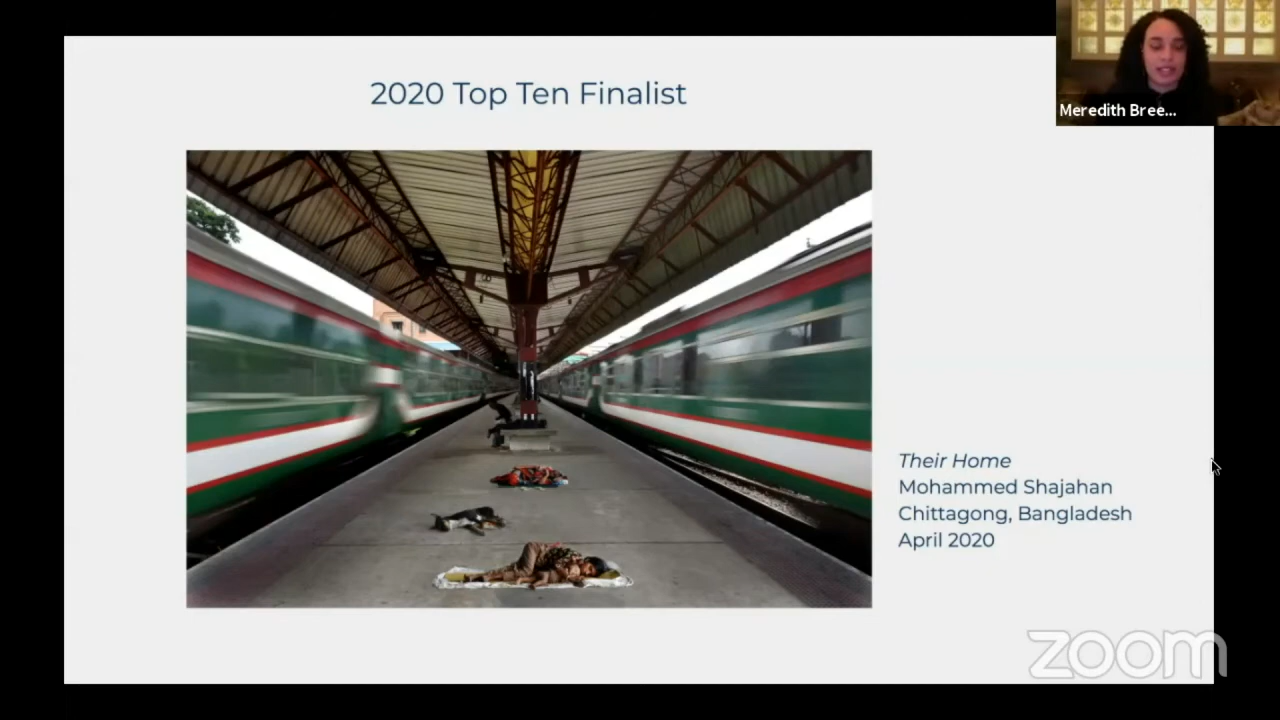 2020 Top Ten Finalist
Meredith Bree...
Their Home
Mohammed Shajahan
Chittagong, Bangladesh
April 2020
zoom